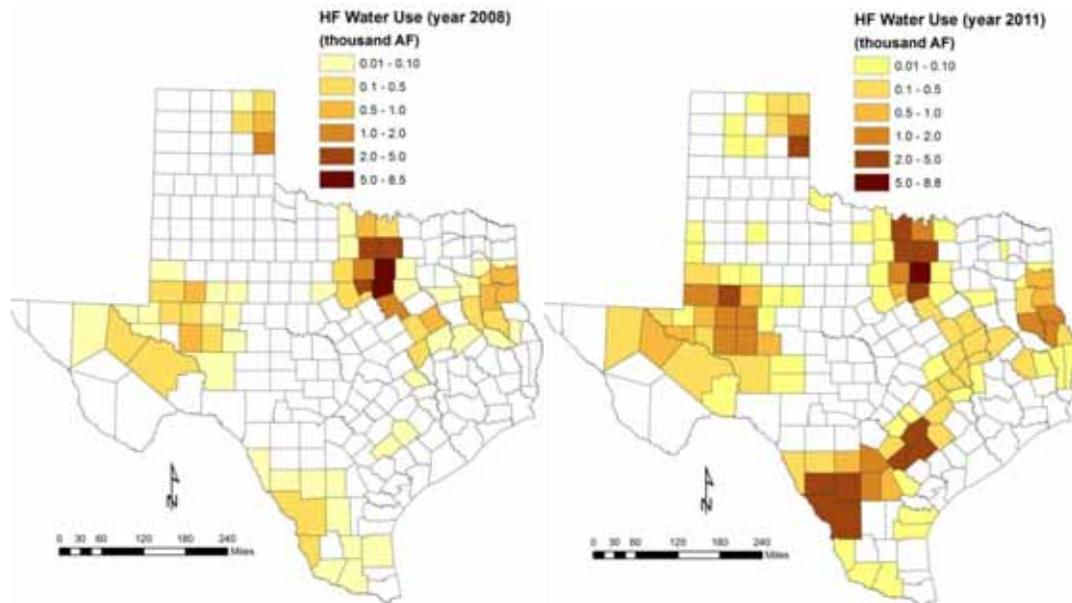 HF Water Use (year 2008)
(thousand AF)
0.01 - 0.10
0.1 - 0.5
0.5 - 1.0
1.0 - 2.0
2.0 - 5.0
5.0 - 8.5
N
0 30 60 120 180 240
Miles
HF Water Use (year 2011)
(thousand AF)
0.01 - 0.10
0.1 - 0.5
0.5 - 1.0
1.0 - 2.0
2.0 - 5.0
5.0 - 8.8
N
0 30 60 120 180 240
Miles